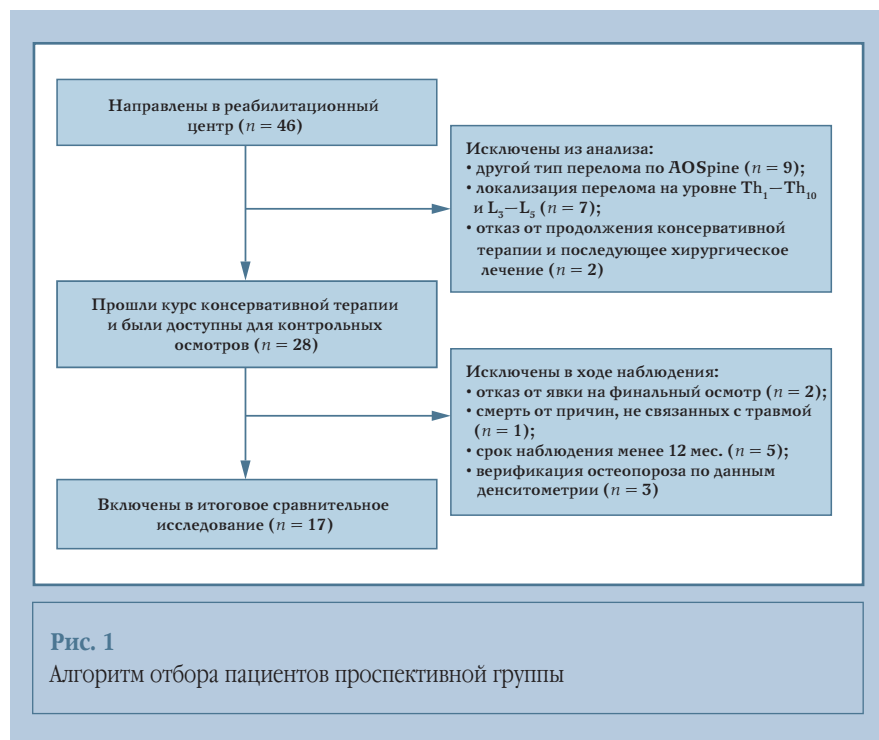 Направлены в реабилитационный
центр (n = 46)
Исключены из анализа:
• другой тип перелома по AOSpine (n = 9);
• локализация перелома на уровне Th₁—Th₁₀
и L₃—L₅ (n = 7);
• отказ от продолжения консервативной
терапии и последующее хирургическое
лечение (n = 2)
Прошли курс консервативной терапии
и были доступны для контрольных
осмотров (n = 28)
Исключены в ходе наблюдения:
• отказ от явки на финальный осмотр (n = 2);
• смерть от причин, не связанных с травмой
(n = 1);
• срок наблюдения менее 12 мес. (n = 5);
• верификация остеопороза по данным
денситометрии (n = 3)
Включены в итоговое сравнительное
исследование (n = 17)
Рис. 1
Алгоритм отбора пациентов проспективной группы